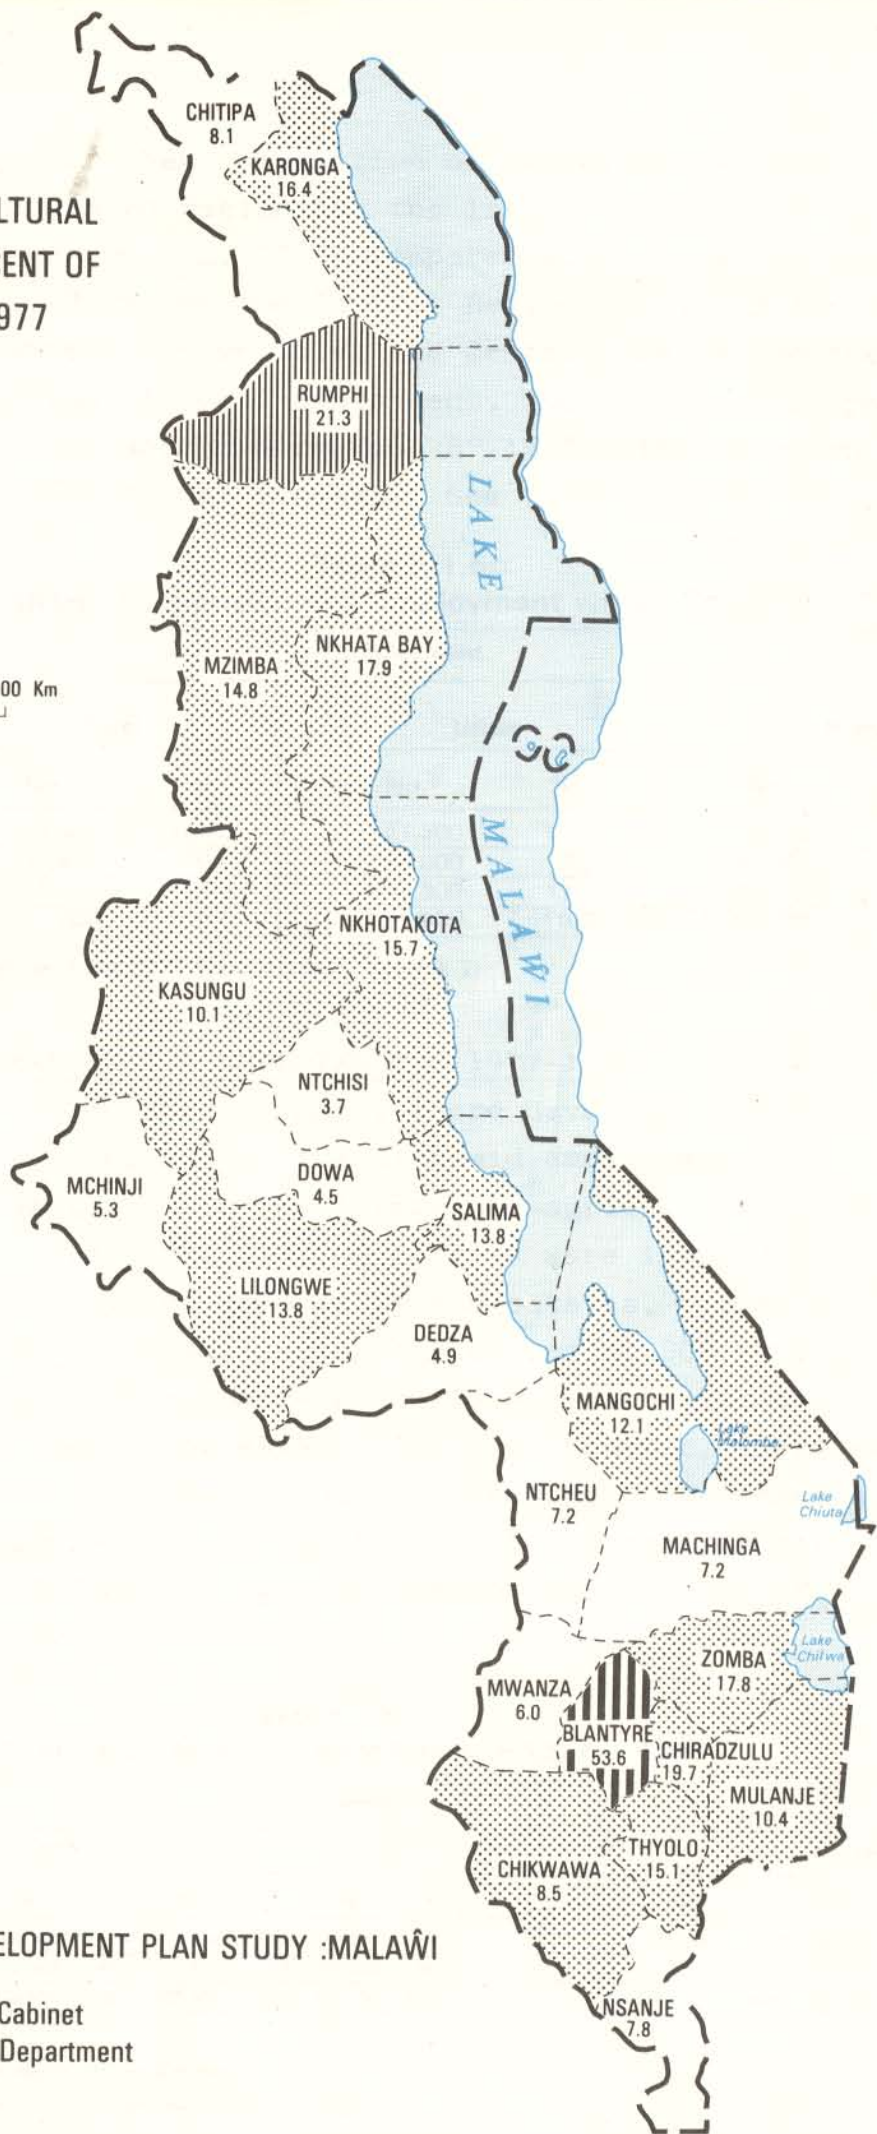 CHITIPA
8.1
KARONGA
16.4
LTURAL
ENT OF
977
RUMPHI
21.3
LAKE
NKHATA BAY
17.9
MZIMBA
14.8
00 Km
MALAŴI
NKHOTAKOTA
15.7
KASUNGU
10.1
NTCHISI
3.7
DOWA
4.5
MCHINJI
5.3
SALIMA
13.8
LILONGWE
13.8
DEDZA
4.9
MANGOCHI
12.1
Lake
Malombe
NTCHEU
7.2
Lake
Chiuta
MACHINGA
7.2
ZOMBA
17.8
Lake
Chilwa
MWANZA
6.0
BLANTYRE
53.6
CHIRADZULU
19.7
MULANJE
10.4
THYOLO
15.1
CHIKWAWA
8.5
ELOPMENT PLAN STUDY :MALAŴI
Cabinet
Department
NSANJE
7.8